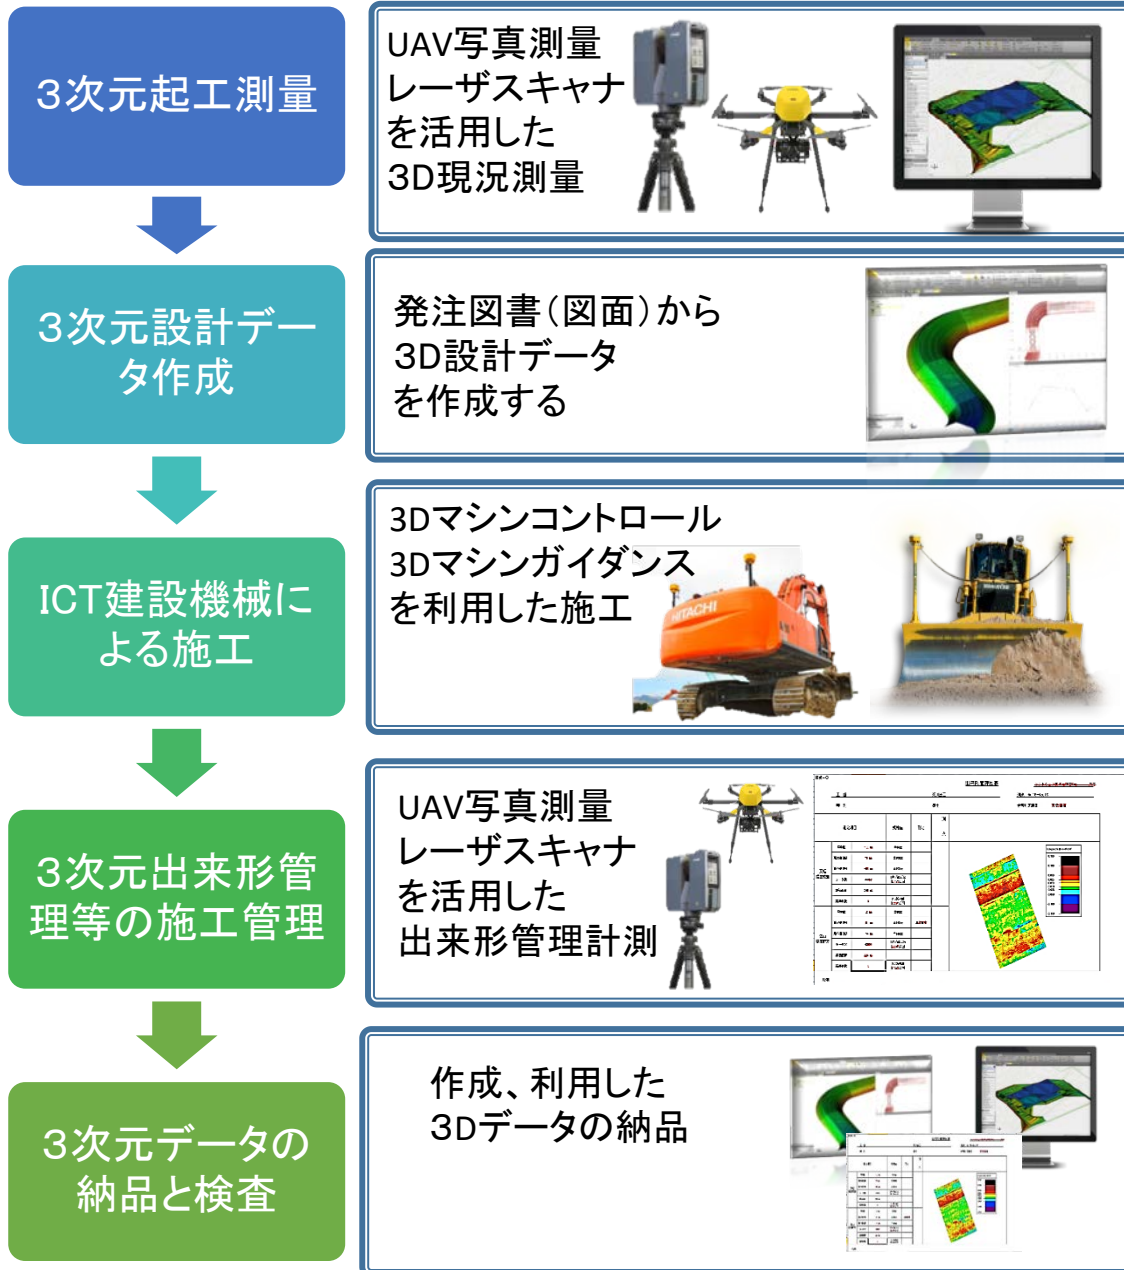 3次元起工測量
UAV写真測量
レーザスキャナ
を活用した
3D現況測量
3次元設計デー
タ作成
発注図書(図面)から
3D設計データ
を作成する
ICT建設機械に
よる施工
3Dマシンコントロール
3Dマシンガイダンス
を利用した施工
HITACHI
3次元出来形管
理等の施工管理
UAV写真測量
レーザスキャナ
を活用した
出来形管理計測
3次元データの
納品と検査
作成、利用した
3Dデータの納品